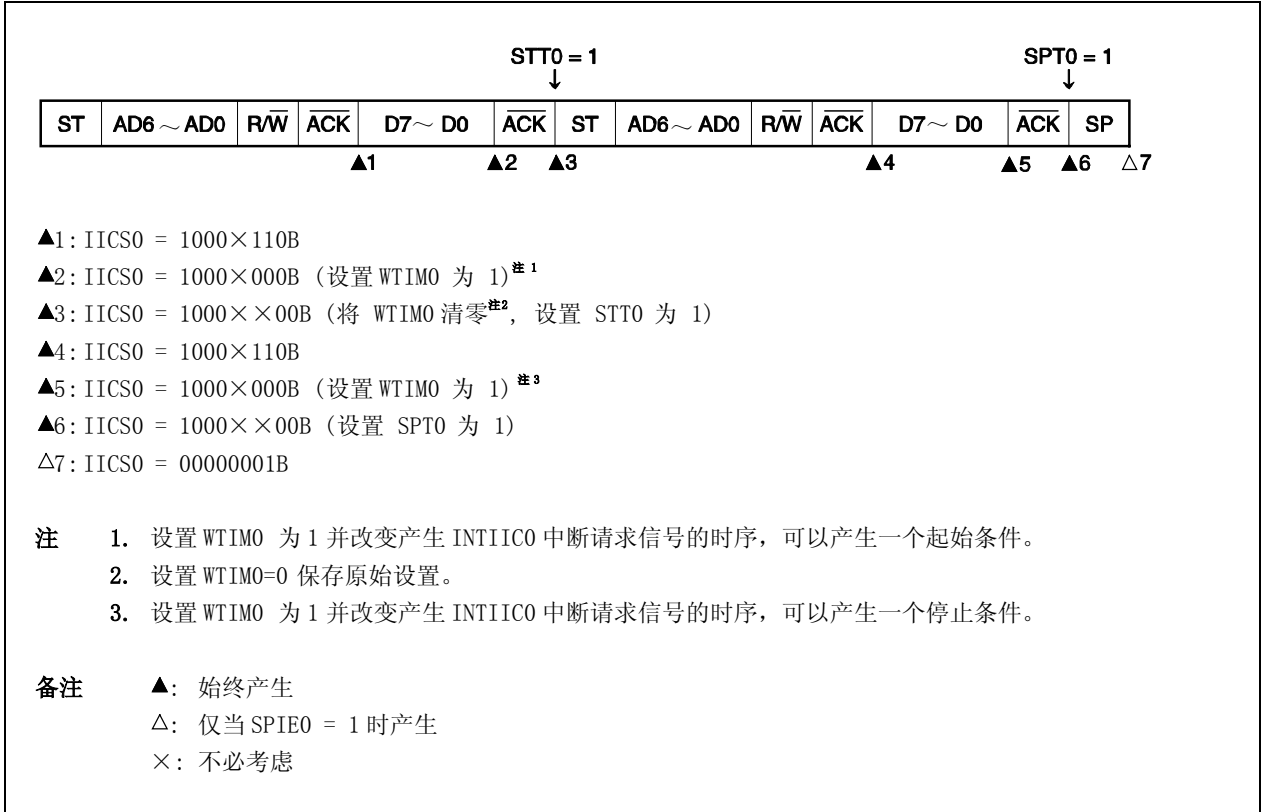 STT0 = 1 SPT0 = 1
↓ ↓
ST AD6～AD0 R/W̅ A̅C̅K̅ D7～D0 A̅C̅K̅ ST AD6～AD0 R/W̅ A̅C̅K̅ D7～D0 A̅C̅K̅ SP
▲1 ▲2 ▲3 ▲4 ▲5 ▲6 △7
▲1: IICS0 = 1000×110B
▲2: IICS0 = 1000×000B (设置 WTIM0 为 1)注 1
▲3: IICS0 = 1000××00B (将 WTIM0 清零注2, 设置 STT0 为 1)
▲4: IICS0 = 1000×110B
▲5: IICS0 = 1000×000B (设置 WTIM0 为 1)注 3
▲6: IICS0 = 1000××00B (设置 SPT0 为 1)
△7: IICS0 = 00000001B
注 1. 设置 WTIM0 为 1 并改变产生 INTIIC0 中断请求信号的时序，可以产生一个起始条件。
2. 设置 WTIM0=0 保存原始设置。
3. 设置 WTIM0 为 1 并改变产生 INTIIC0 中断请求信号的时序，可以产生一个停止条件。
备注 ▲: 始终产生
△: 仅当 SPIE0 = 1 时产生
×: 不必考虑